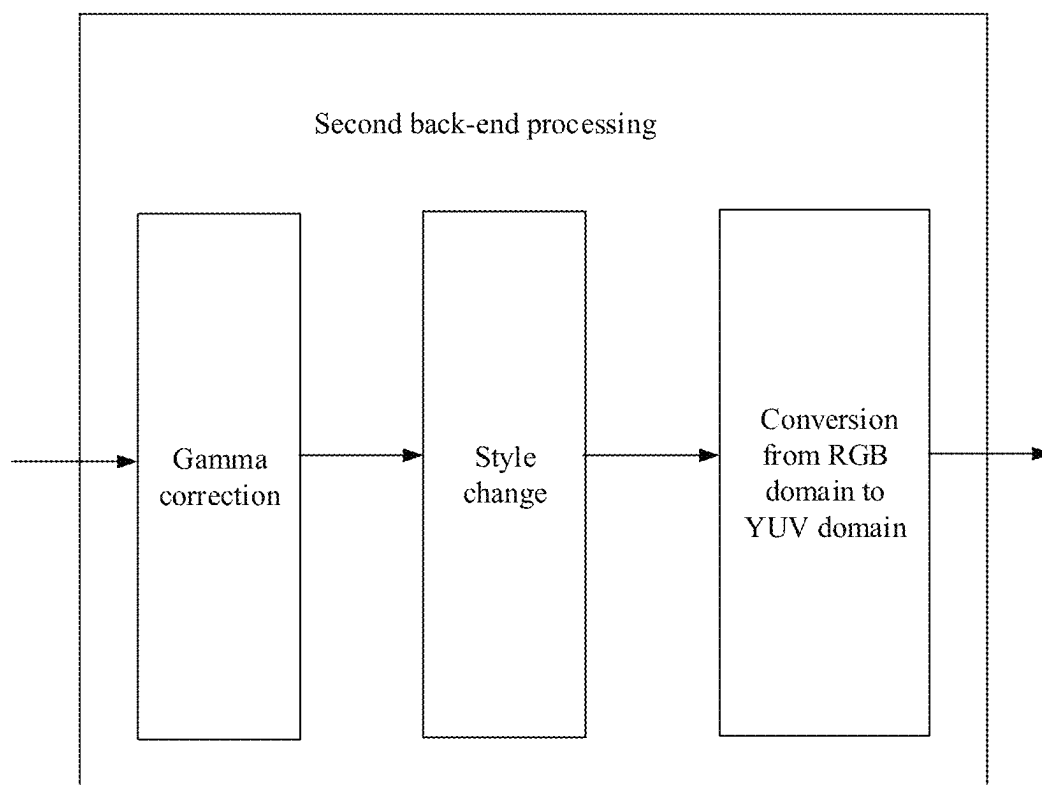 Second back-end processing
Gamma
correction
Style
change
Conversion
from RGB
domain to
YUV domain